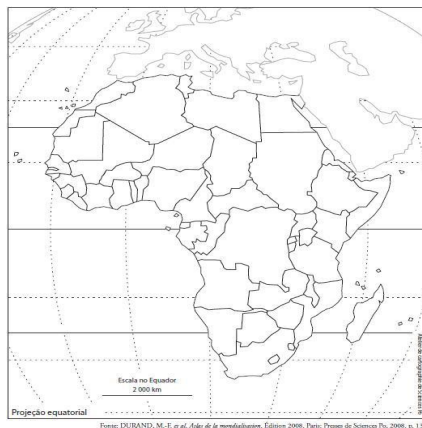 Escala no Equador
2 000 km
Projeção equatorial
Fonte: DURAND, M.-F. et al. Atlas de la mondialisation. Édition 2008. Paris: Presses de Sciences Po, 2008. p. 13